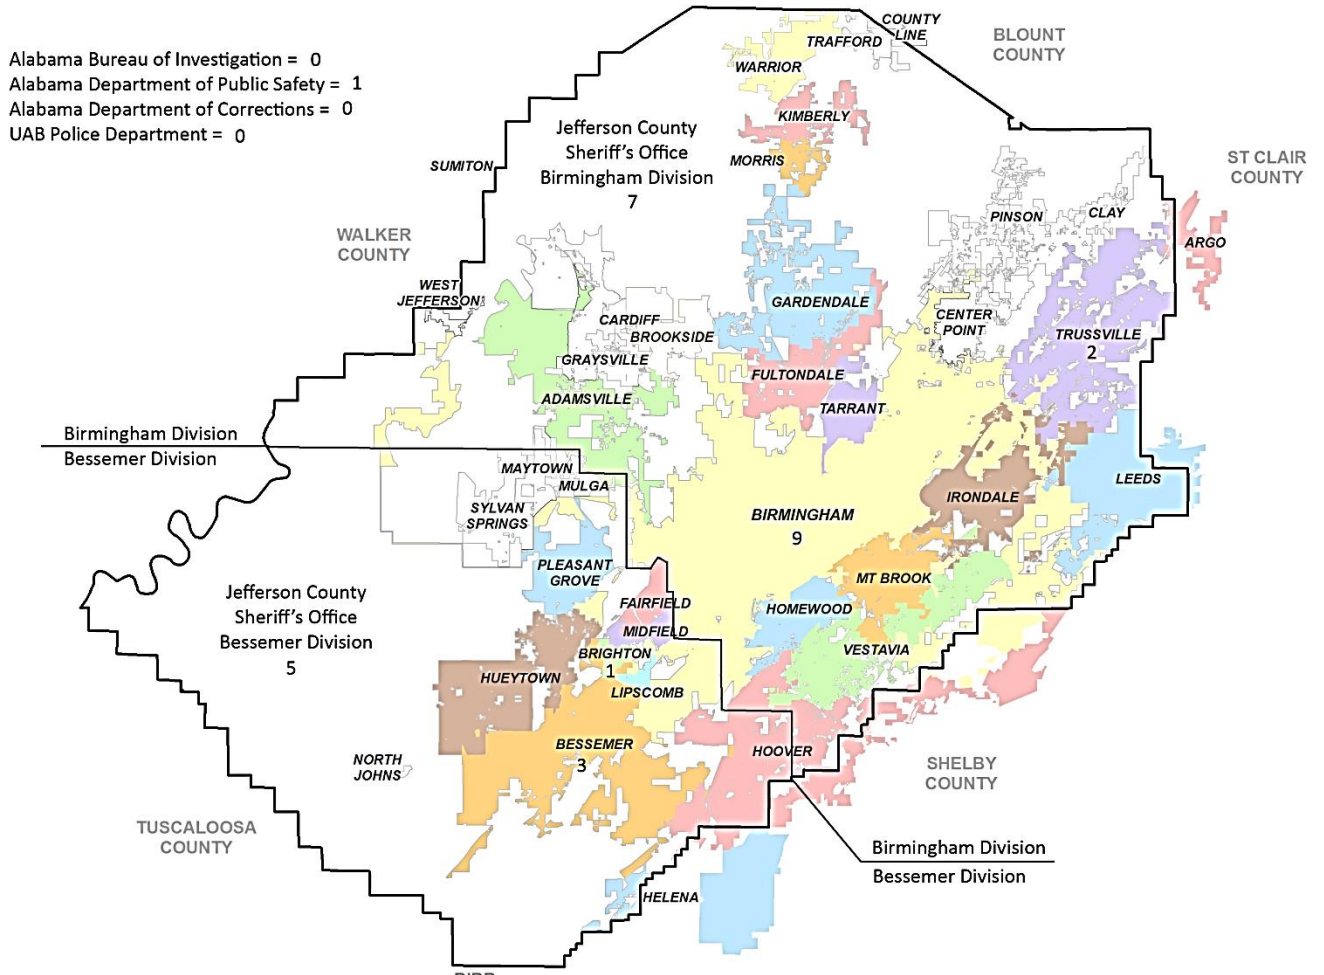 Alabama Bureau of Investigation = 0
Alabama Department of Public Safety = 1
Alabama Department of Corrections = 0
UAB Police Department = 0
COUNTY
LINE
TRAFFORD
BLOUNT
COUNTY
WARRIOR
KIMBERLY
Jefferson County
Sheriff's Office
Birmingham Division
7
MORRIS
SUMITON
ST CLAIR
COUNTY
PINSON
CLAY
ARGO
WALKER
COUNTY
WEST
JEFFERSON
GARDENDALE
CARDIFF
BROOKSIDE
CENTER
POINT
TRUSSVILLE
2
GRAYSVILLE
FULTONDALE
ADAMSVILLE
TARRANT
Birmingham Division
Bessemer Division
MAYTOWN
MULGA
SYLVAN
SPRINGS
LEEDS
IRONDALE
BIRMINGHAM
9
PLEASANT
GROVE
MT BROOK
Jefferson County
Sheriff's Office
Bessemer Division
5
FAIRFIELD
HOMEWOOD
MIDFIELD
BRIGHTON
1
VESTAVIA
HUEYTOWN
LIPSCOMB
BESSEMER
3
HOOVER
NORTH
JOHNS
SHELBY
COUNTY
TUSCALOOSA
COUNTY
Birmingham Division
Bessemer Division
HELENA